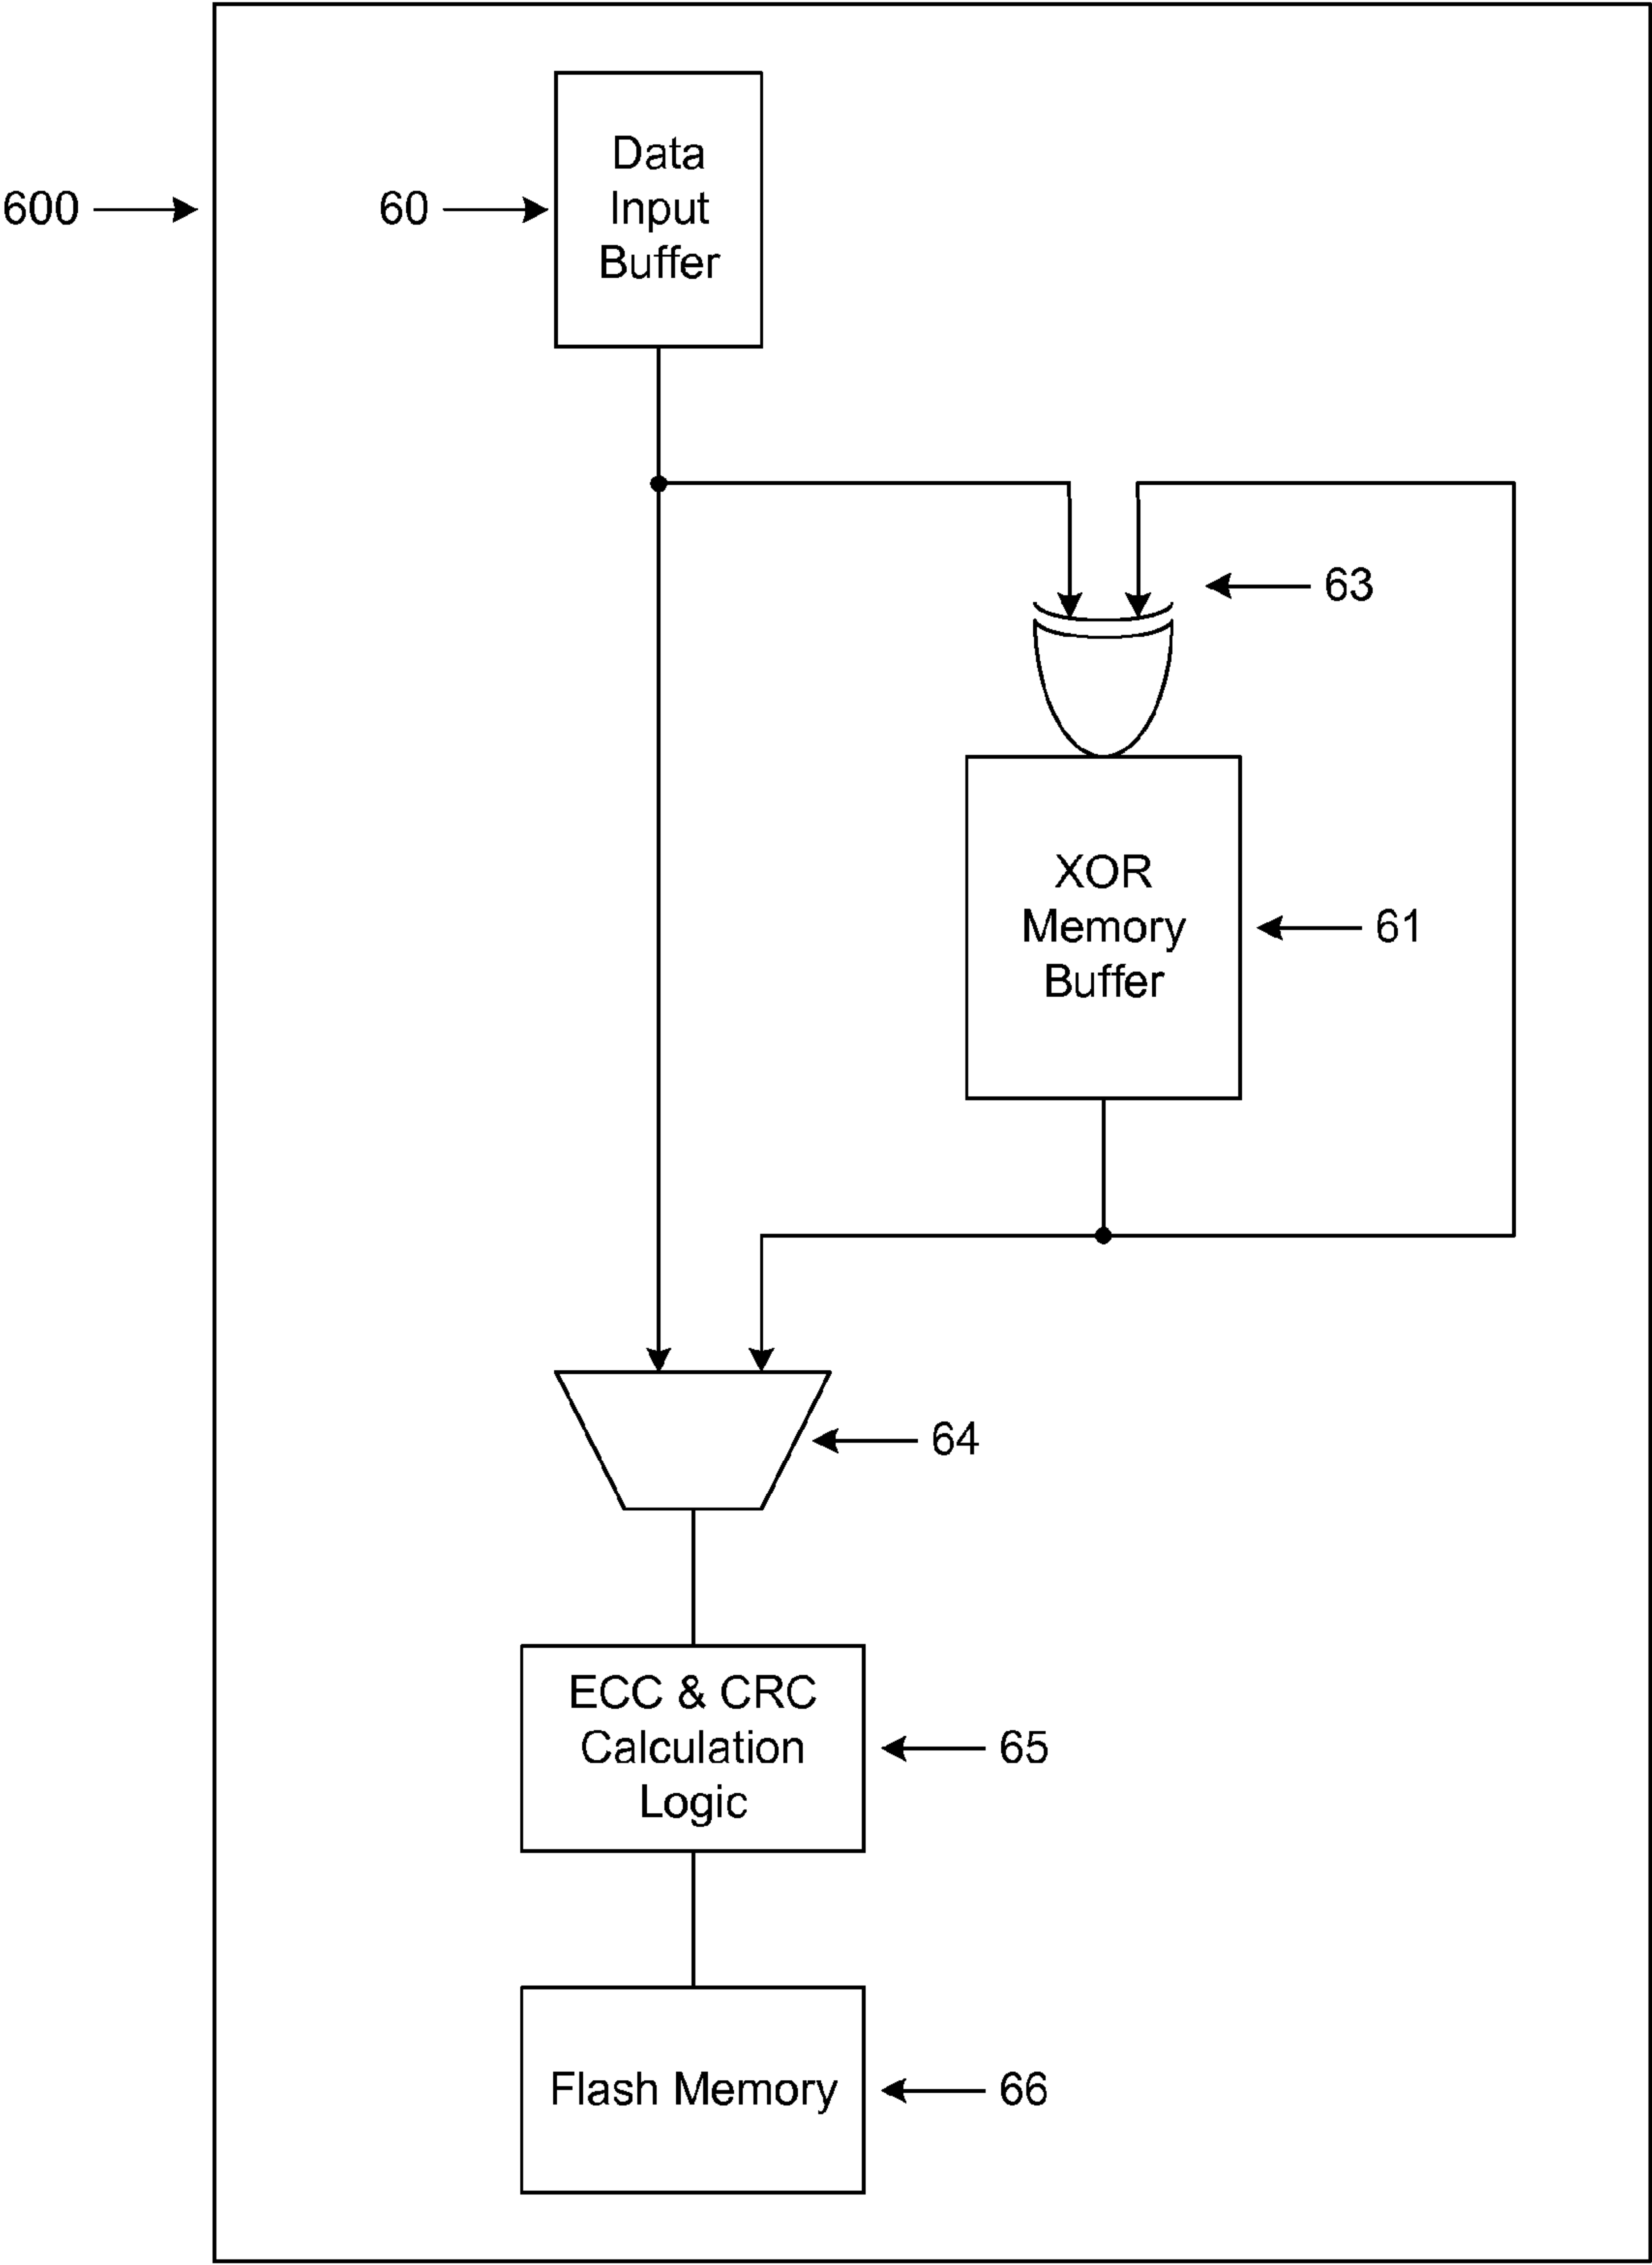 600
60
Data
Input
Buffer
63
XOR
Memory
Buffer
61
64
ECC & CRC
Calculation
Logic
65
Flash Memory
66